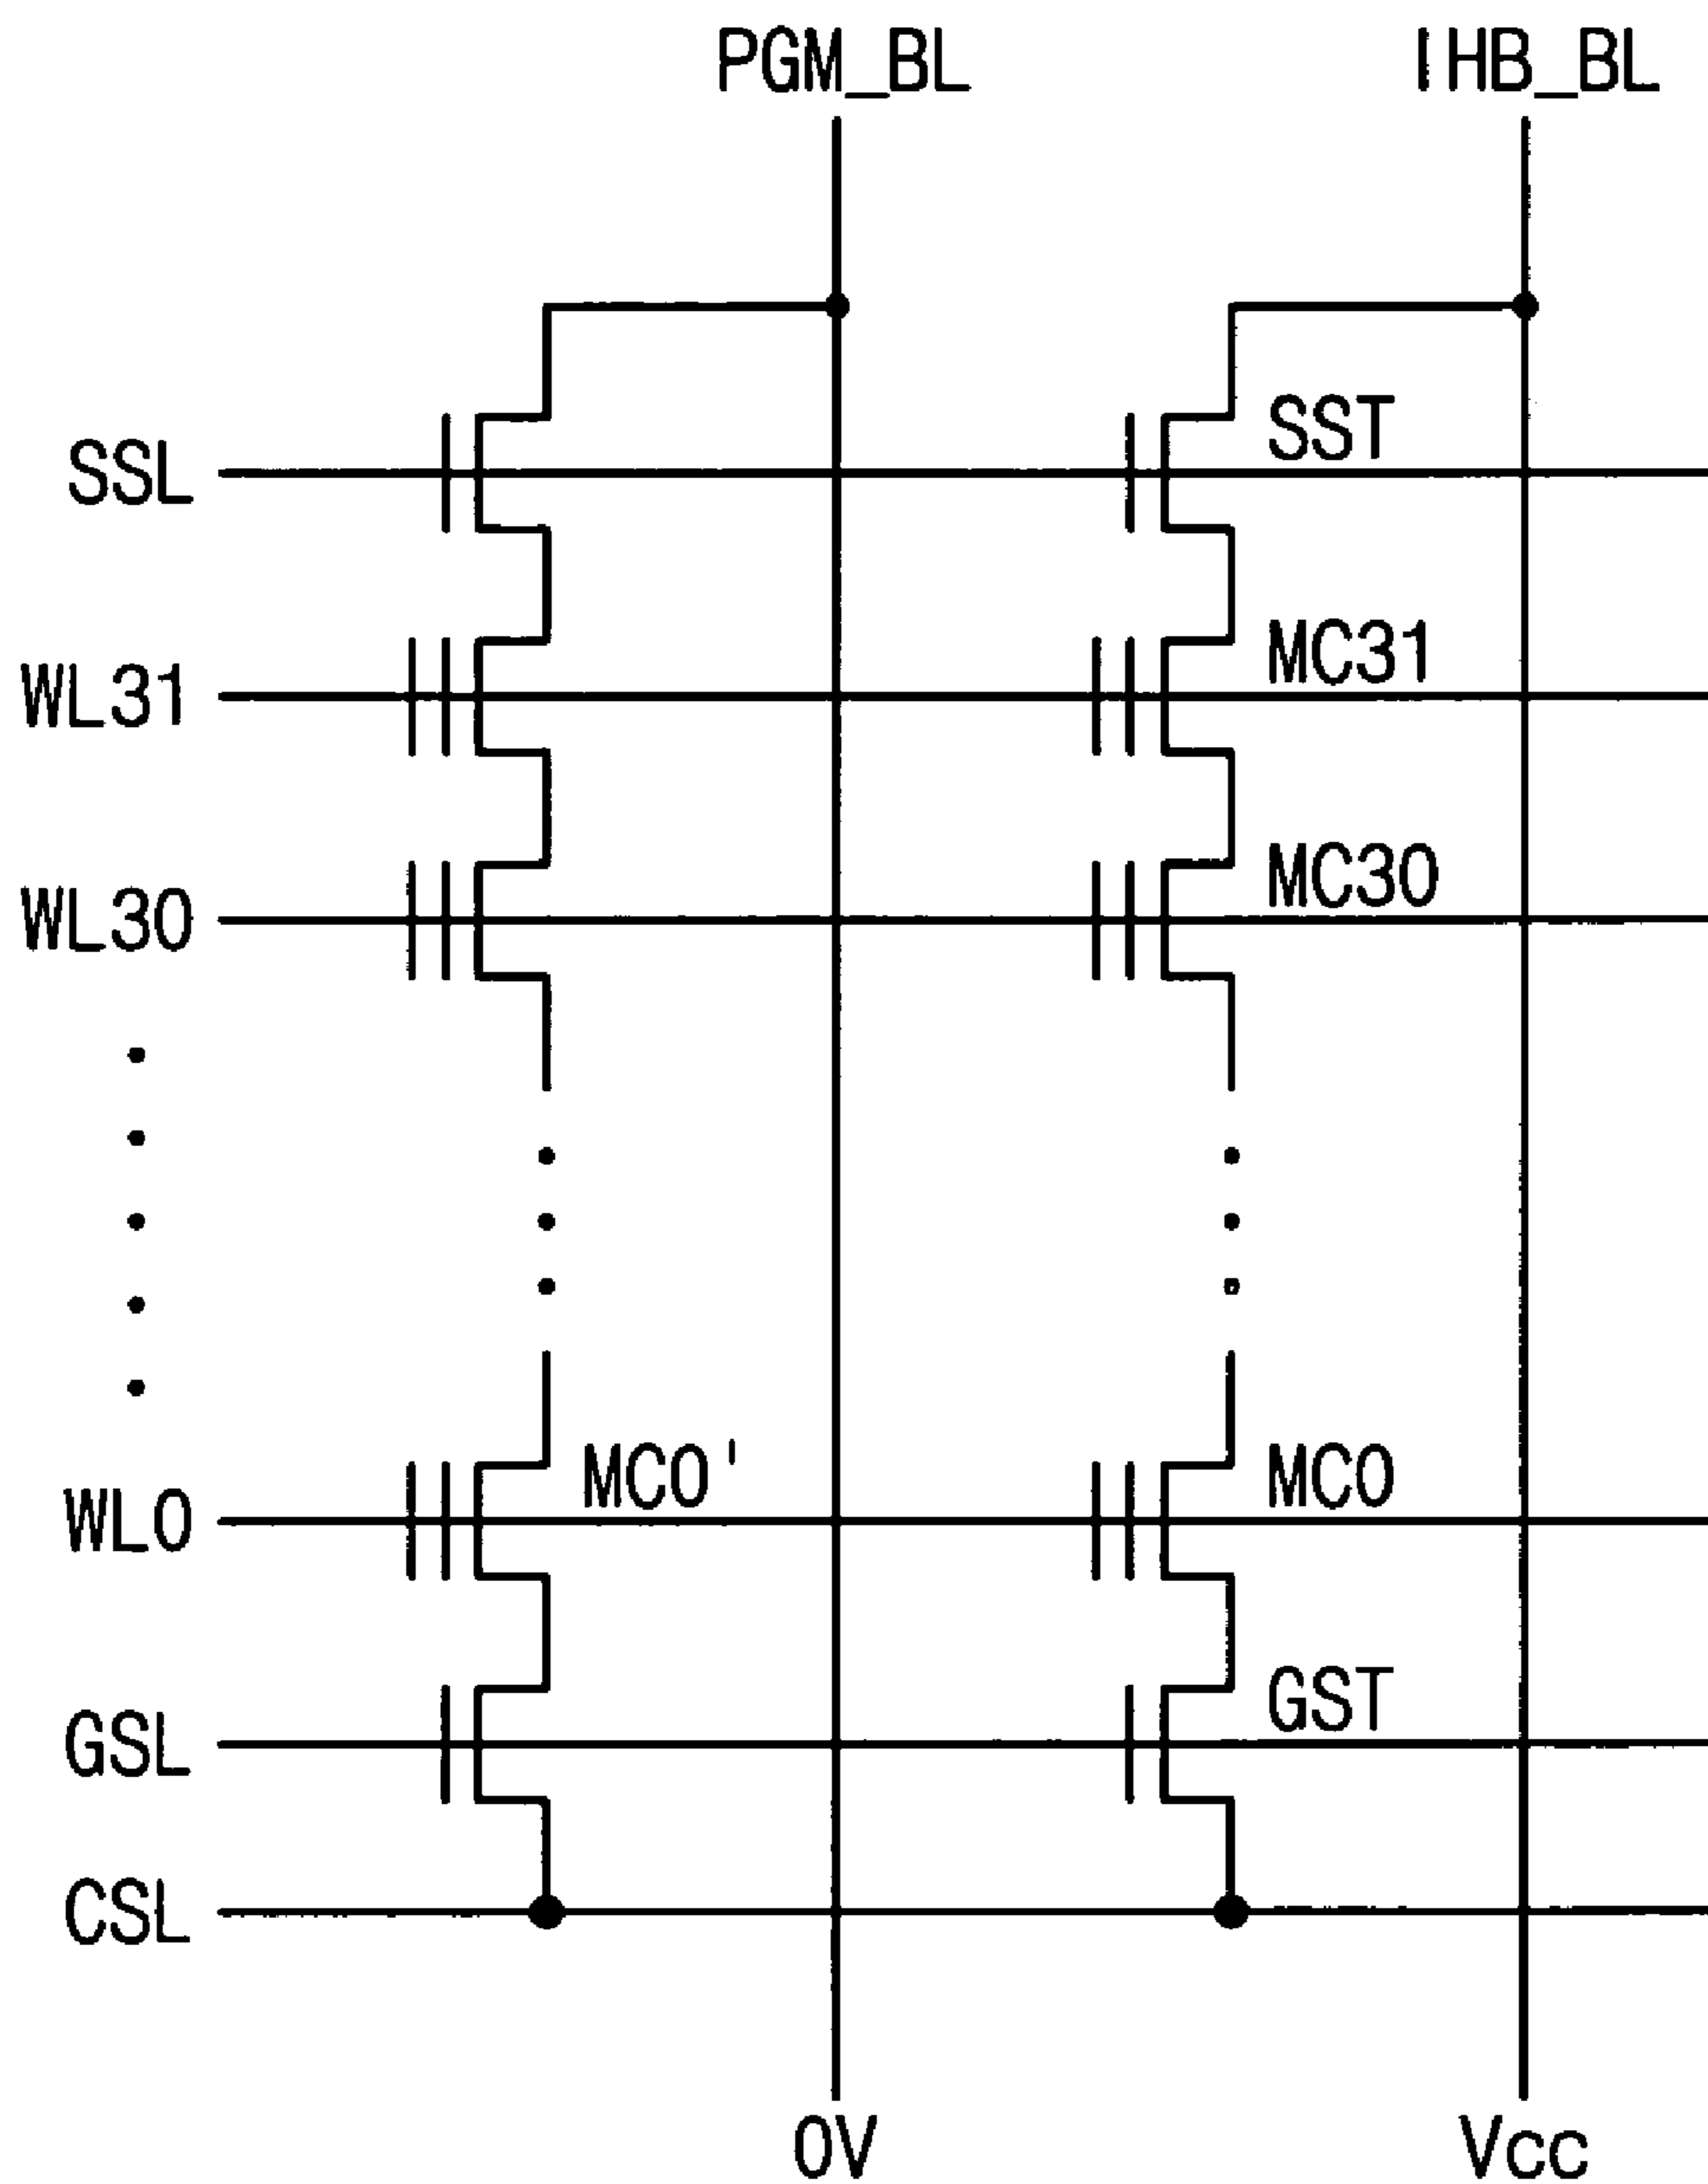 PGM_BL IHB_BL
SSL SST
WL31 MC31
WL30 MC30
WL0 MC0' MC0
GSL GST
CSL
0V Vcc